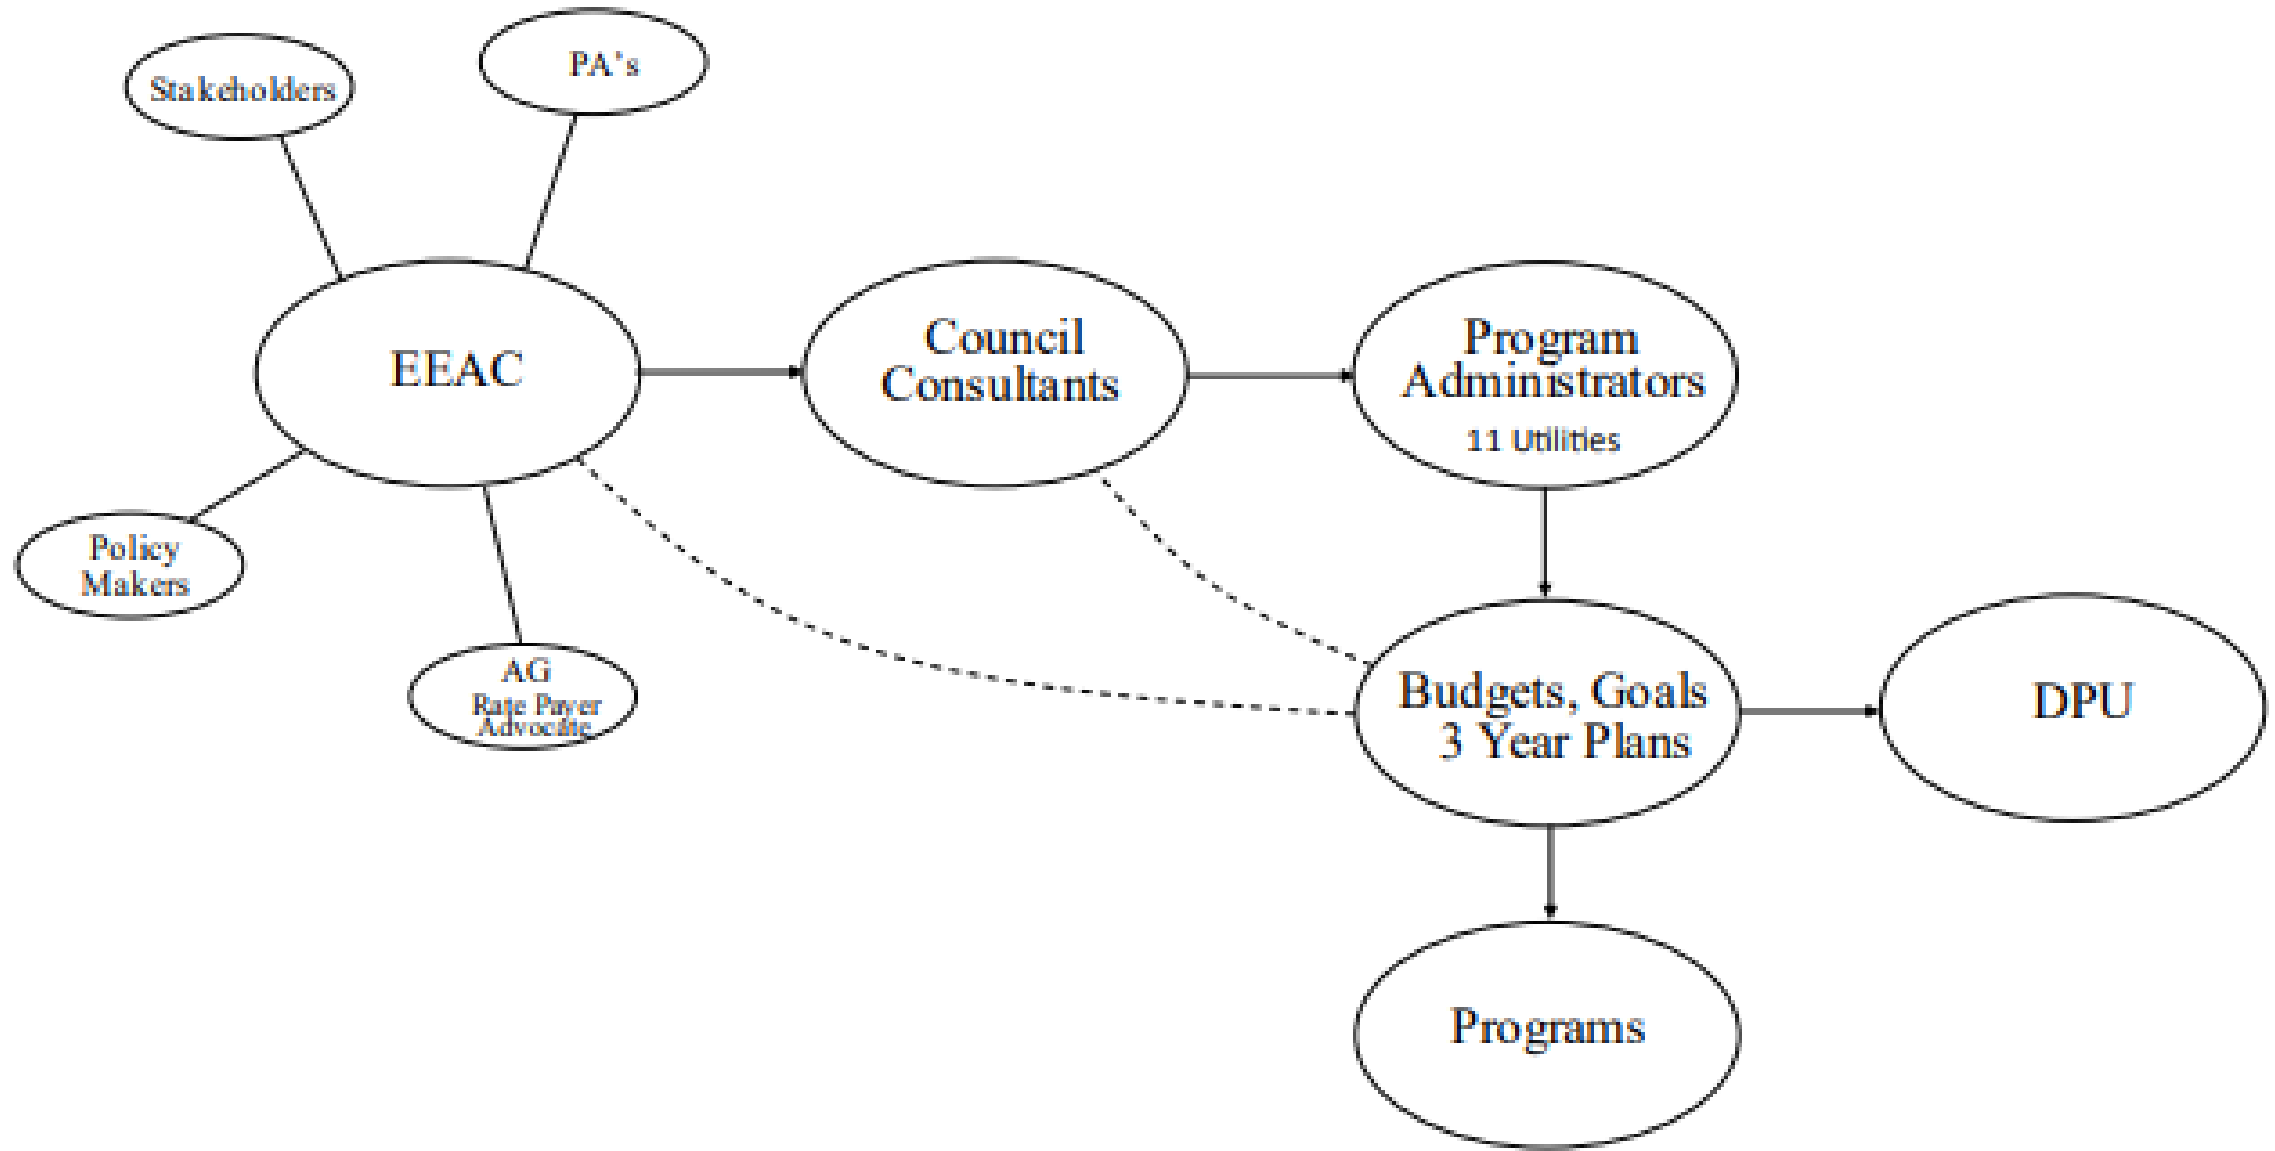 Stakeholders
PA's
EEAC
Council
Consultants
Program
Administrators
11 Utilities
Policy
Makers
AG
Rate Payer
Advocate
Budgets, Goals
3 Year Plans
DPU
Programs